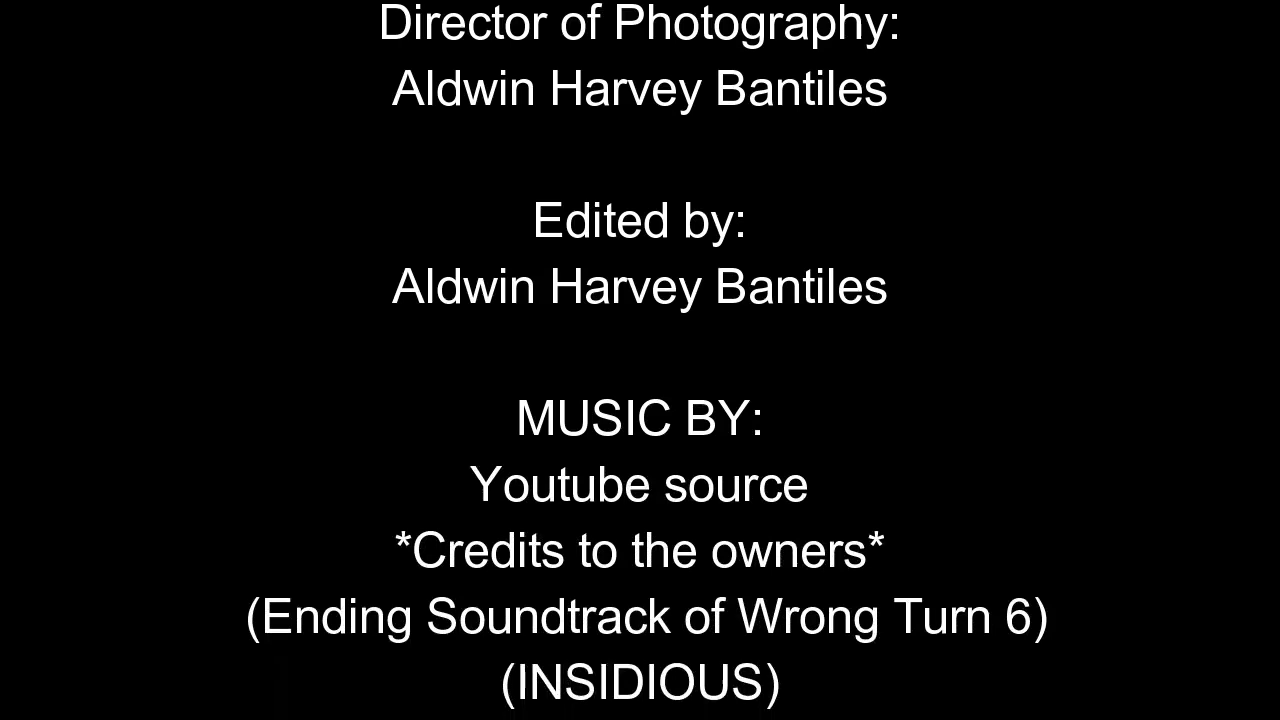 Director of Photography:
Aldwin Harvey Bantiles
Edited by:
Aldwin Harvey Bantiles
MUSIC BY:
Youtube source
*Credits to the owners*
(Ending Soundtrack of Wrong Turn 6)
(INSIDIOUS)